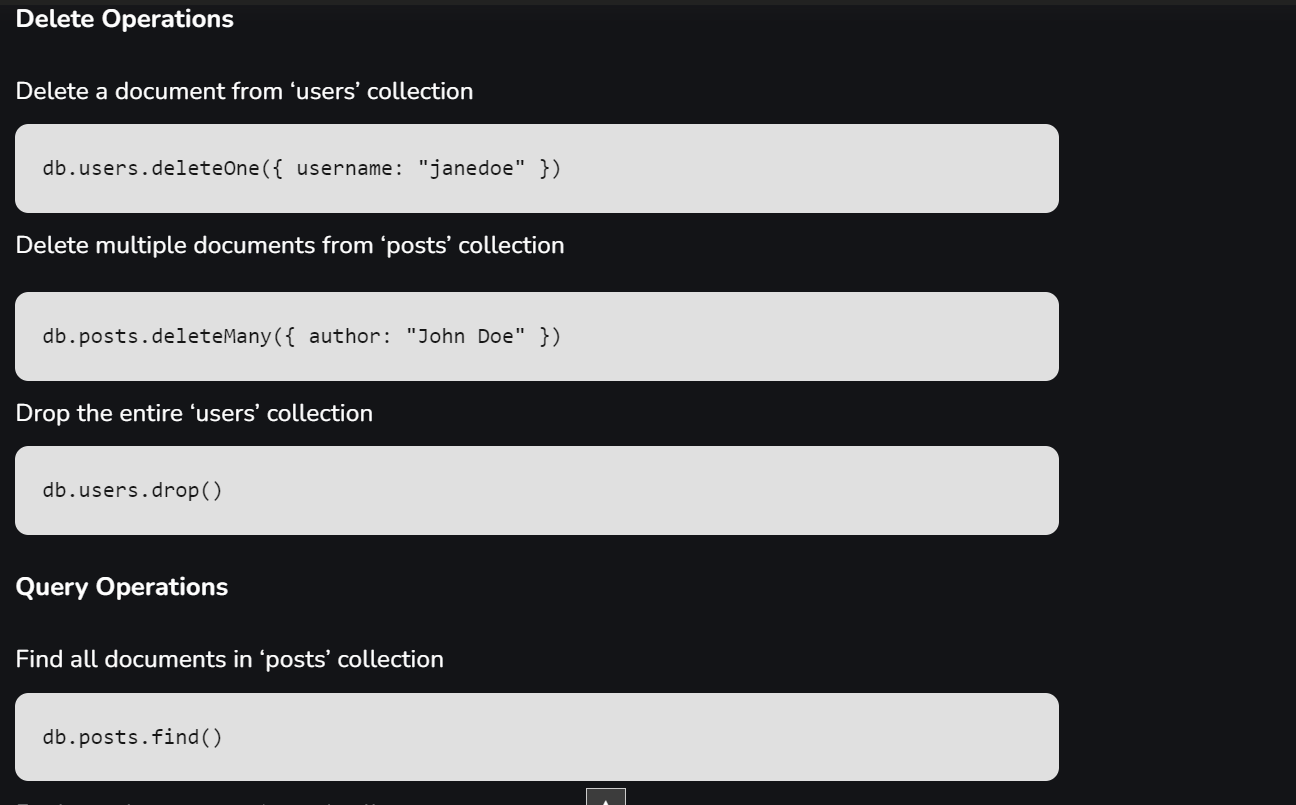 Delete Operations
Delete a document from ‘users’ collection
db.users.deleteOne({ username: "janedoe" })
Delete multiple documents from ‘posts’ collection
db.posts.deleteMany({ author: "John Doe" })
Drop the entire ‘users’ collection
db.users.drop()
Query Operations
Find all documents in ‘posts’ collection
db.posts.find()